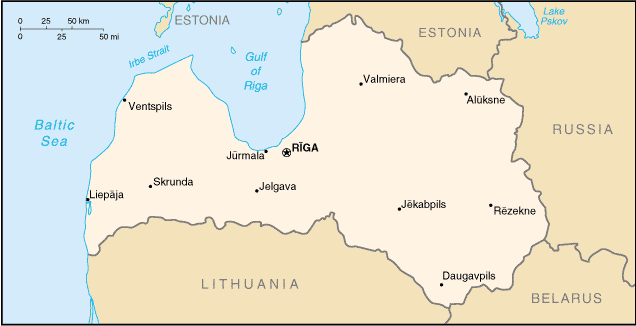 0 25 50 km
0 25 50 mi
ESTONIA
Lake
Pskov
ESTONIA
Irbe Strait
Gulf
of
Riga
Valmiera
Alūksne
Ventspils
Baltic
Sea
RUSSIA
RĪGA
Jūrmala
Skrunda
Jelgava
Liepāja
Jēkabpils
Rēzekne
Daugavpils
LITHUANIA
BELARUS